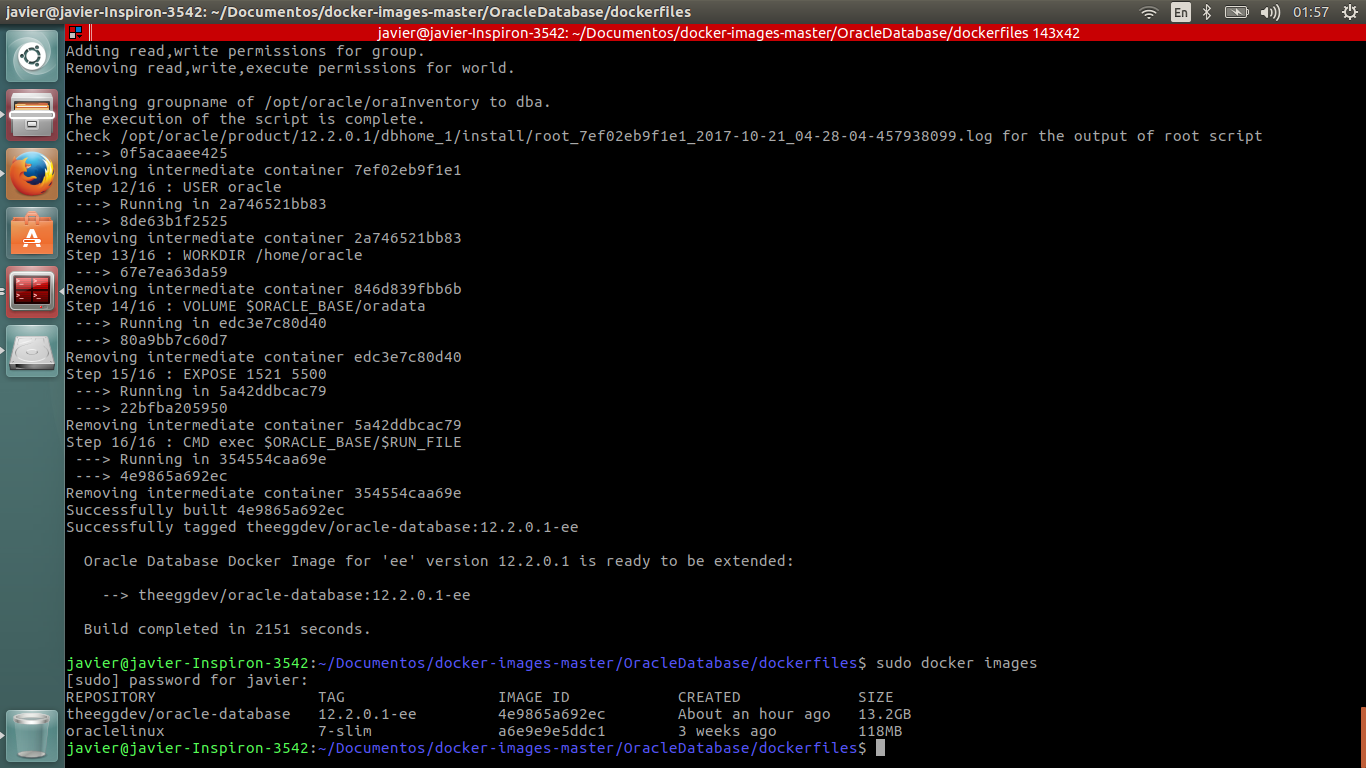 javier@javier-Inspiron-3542: ~/Documentos/docker-images-master/OracleDatabase/dockerfiles
En
01:57
javier@javier-Inspiron-3542: ~/Documentos/docker-images-master/OracleDatabase/dockerfiles 143x42
Adding read,write permissions for group.
Removing read,write,execute permissions for world.

Changing groupname of /opt/oracle/oraInventory to dba.
The execution of the script is complete.
Check /opt/oracle/product/12.2.0.1/dbhome_1/install/root_7ef02eb9f1e1_2017-10-21_04-28-04-457938099.log for the output of root script
 ---> 0f5acaaee425
Removing intermediate container 7ef02eb9f1e1
Step 12/16 : USER oracle
 ---> Running in 2a746521bb83
 ---> 8de63b1f2525
Removing intermediate container 2a746521bb83
Step 13/16 : WORKDIR /home/oracle
 ---> 67e7ea63da59
Removing intermediate container 846d839fbb6b
Step 14/16 : VOLUME $ORACLE_BASE/oradata
 ---> Running in edc3e7c80d40
 ---> 80a9bb7c60d7
Removing intermediate container edc3e7c80d40
Step 15/16 : EXPOSE 1521 5500
 ---> Running in 5a42ddbcac79
 ---> 22bfba205950
Removing intermediate container 5a42ddbcac79
Step 16/16 : CMD exec $ORACLE_BASE/$RUN_FILE
 ---> Running in 354554caa69e
 ---> 4e9865a692ec
Removing intermediate container 354554caa69e
Successfully built 4e9865a692ec
Successfully tagged theeggdev/oracle-database:12.2.0.1-ee

  Oracle Database Docker Image for 'ee' version 12.2.0.1 is ready to be extended:

    --> theeggdev/oracle-database:12.2.0.1-ee

  Build completed in 2151 seconds.

javier@javier-Inspiron-3542:~/Documentos/docker-images-master/OracleDatabase/dockerfiles$ sudo docker images
[sudo] password for javier:
REPOSITORY                  TAG                 IMAGE ID            CREATED             SIZE
theeggdev/oracle-database   12.2.0.1-ee         4e9865a692ec        About an hour ago   13.2GB
oraclelinux                 7-slim              a6e9e9e5ddc1        3 weeks ago         118MB
javier@javier-Inspiron-3542:~/Documentos/docker-images-master/OracleDatabase/dockerfiles$